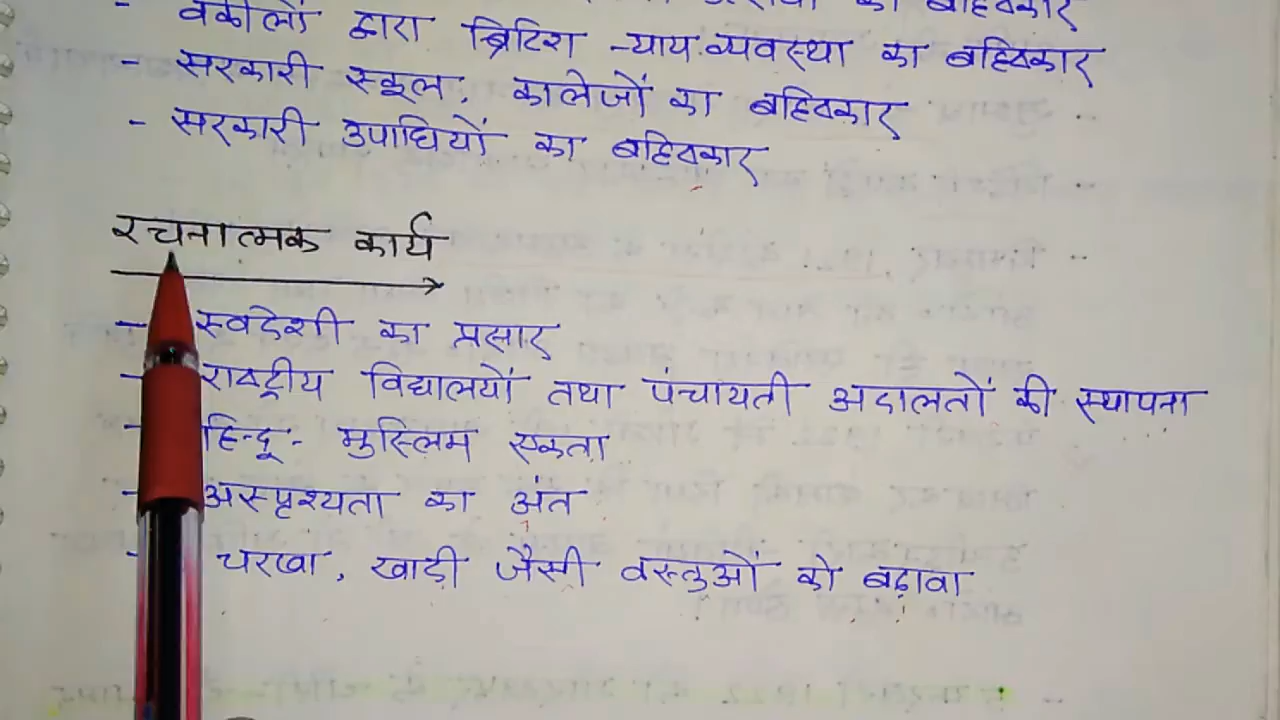 का बहिष्कार
- वकीलों द्वारा ब्रिटिश न्याय व्यवस्था का बहिष्कार
- सरकारी स्कूल, कालेजों का बहिष्कार
- सरकारी उपाधियों का बहिष्कार
रचनात्मक कार्य
- स्वदेशी का प्रसार
- राष्ट्रीय विद्यालयों तथा पंचायती अदालतों की स्थापना
- हिन्दू - मुस्लिम एकता
- अस्पृश्यता का अंत
- चरखा, खादी जैसी वस्तुओं को बढ़ावा